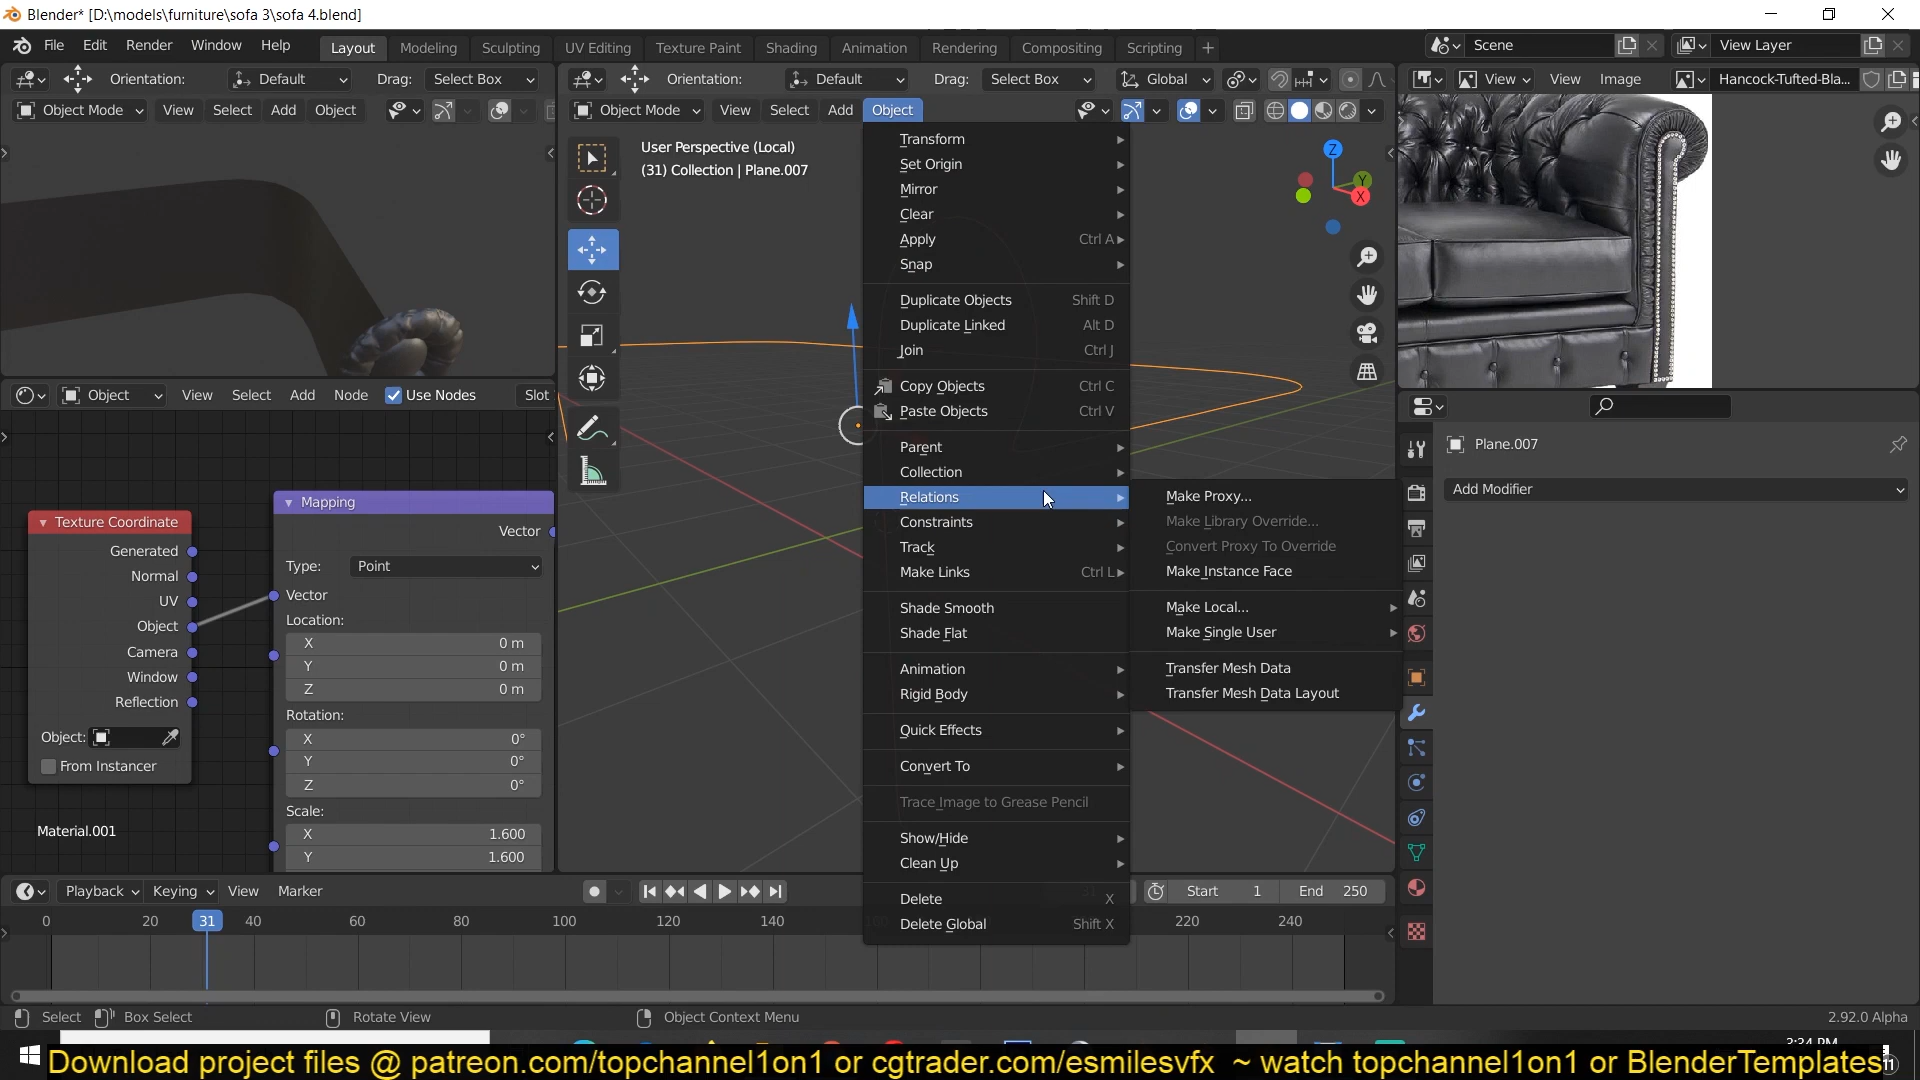 Blender* [D:\models\furniture\sofa 3\sofa 4.blend]
File Edit Render Window Help Layout Modeling Sculpting UV Editing Texture Paint Shading Animation Rendering Compositing Scripting + Scene View Layer
Orientation: Default Drag: Select Box Orientation: Default Drag: Select Box Global View View Image Hancock-Tufted-Bla...
Object Mode View Select Add Object Object Mode View Select Add Object
User Perspective (Local)
(31) Collection | Plane.007
Transform
Set Origin
Mirror
Clear
Apply Ctrl A
Snap
Duplicate Objects Shift D
Duplicate Linked Alt D
Join Ctrl J
Copy Objects Ctrl C
Paste Objects Ctrl V
Parent
Collection
Relations
Constraints
Track
Make Links Ctrl L
Shade Smooth
Shade Flat
Animation
Rigid Body
Quick Effects
Convert To
Trace Image to Grease Pencil
Show/Hide
Clean Up
Delete X
Delete Global Shift X
Make Proxy...
Make Library Override...
Convert Proxy To Override
Make Instance Face
Make Local...
Make Single User
Transfer Mesh Data
Transfer Mesh Data Layout
Z
Y
X
Object View Select Add Node Use Nodes Slot
Texture Coordinate
Generated
Normal
UV
Object
Camera
Window
Reflection
Object:
From Instancer
Material.001
Mapping
Vector
Type: Point
Vector
Location:
X 0 m
Y 0 m
Z 0 m
Rotation:
X 0°
Y 0°
Z 0°
Scale:
X 1.600
Y 1.600
Plane.007
Add Modifier
Playback Keying View Marker Start 1 End 250
0 20 31 40 60 80 100 120 140 220 240
Select Box Select Rotate View Object Context Menu 2.92.0 Alpha
Download project files @ patreon.com/topchannel1on1 or cgtrader.com/esmilesvfx ~ watch topchannel1on1 or BlenderTemplates